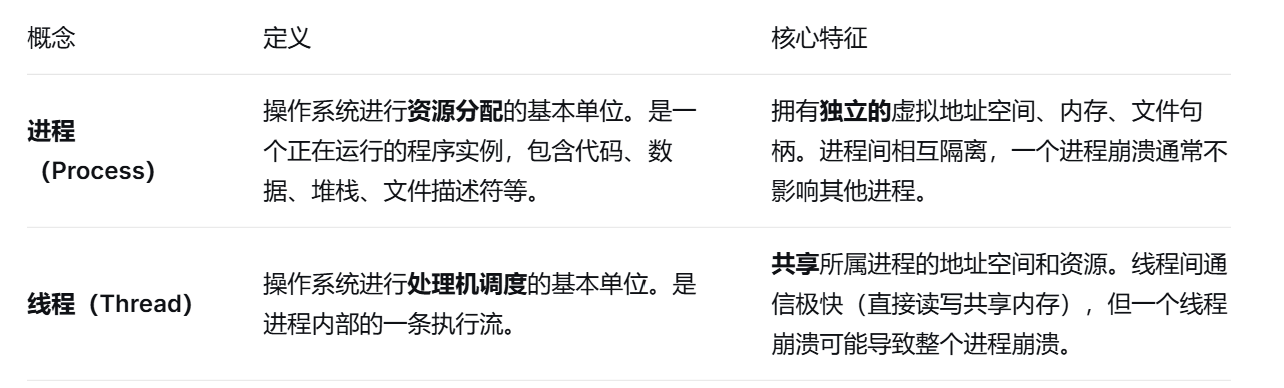 概念
定义
核心特征
进程
（Process）
操作系统进行资源分配的基本单位。是一
个正在运行的程序实例，包含代码、数
据、堆栈、文件描述符等。
拥有独立的虚拟地址空间、内存、文件句
柄。进程间相互隔离，一个进程崩溃通常不
影响其他进程。
线程（Thread）
操作系统进行处理机调度的基本单位。是
进程内部的一条执行流。
共享所属进程的地址空间和资源。线程间通
信极快（直接读写共享内存），但一个线程
崩溃可能导致整个进程崩溃。